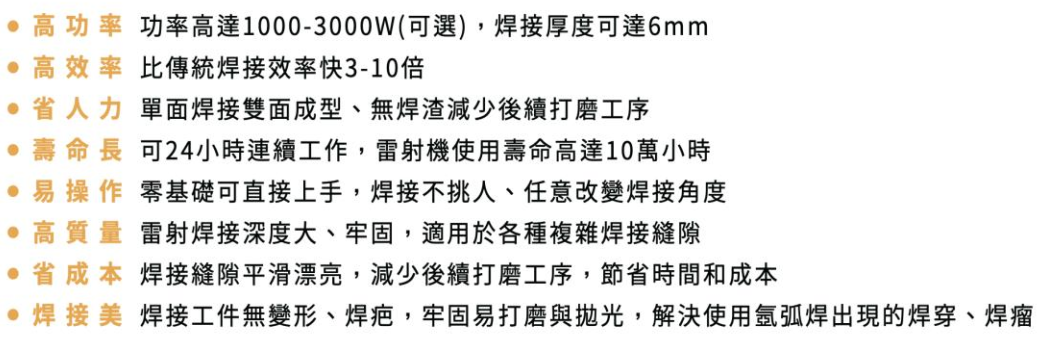 • 高功率 功率高達1000-3000W(可選)，焊接厚度可達6mm
• 高效率 比傳統焊接效率快3-10倍
• 省人力 單面焊接雙面成型、無焊渣減少後續打磨工序
• 壽命長 可24小時連續工作，雷射機使用壽命高達10萬小時
• 易操作 零基礎可直接上手，焊接不挑人、任意改變焊接角度
• 高質量 雷射焊接深度大、牢固，適用於各種複雜焊接縫隙
• 省成本 焊接縫隙平滑漂亮，減少後續打磨工序，節省時間和成本
• 焊接美 焊接工件無變形、焊疤，牢固易打磨與拋光，解決使用氬弧焊出現的焊穿、焊瘤